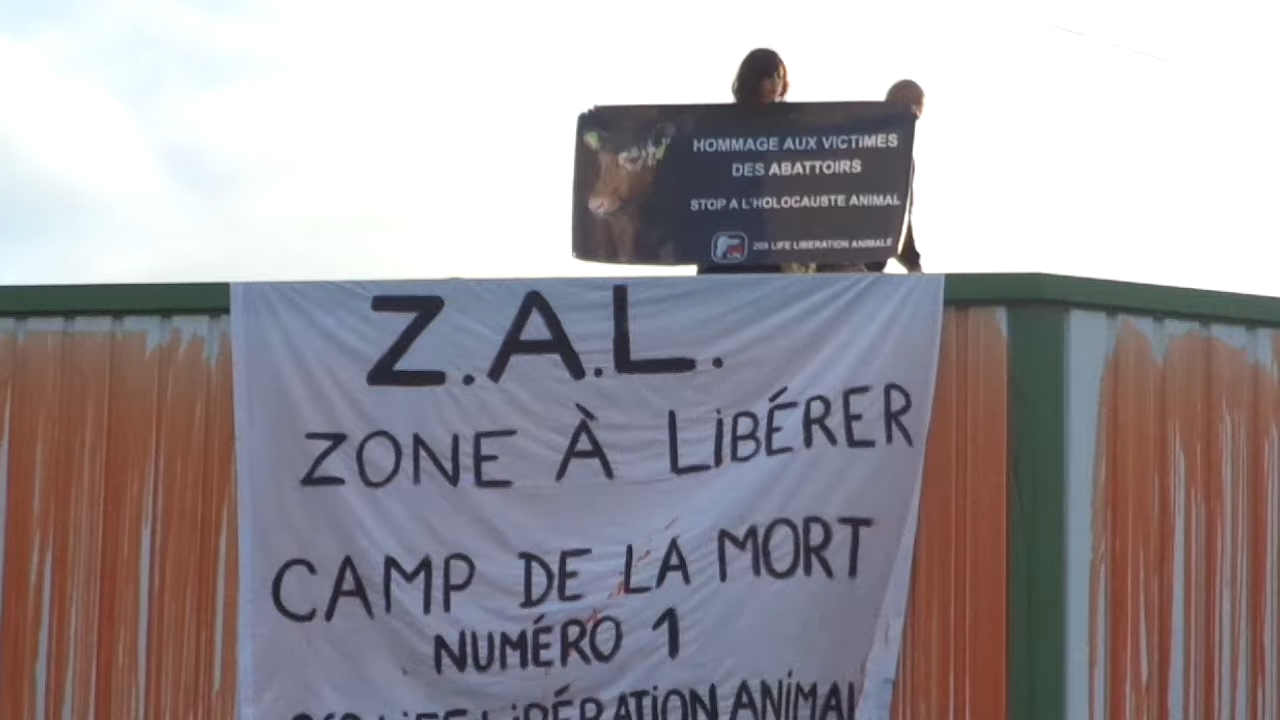 HOMMAGE AUX VICTIMES
DES ABATTOIRS
STOP A L'HOLOCAUSTE ANIMAL
269 LIFE LIBERATION ANIMALE
Z.A.L.
ZONE À LIBÉRER
CAMP DE LA MORT
NUMÉRO 1
269 LIFE LIBÉRATION ANIMAL